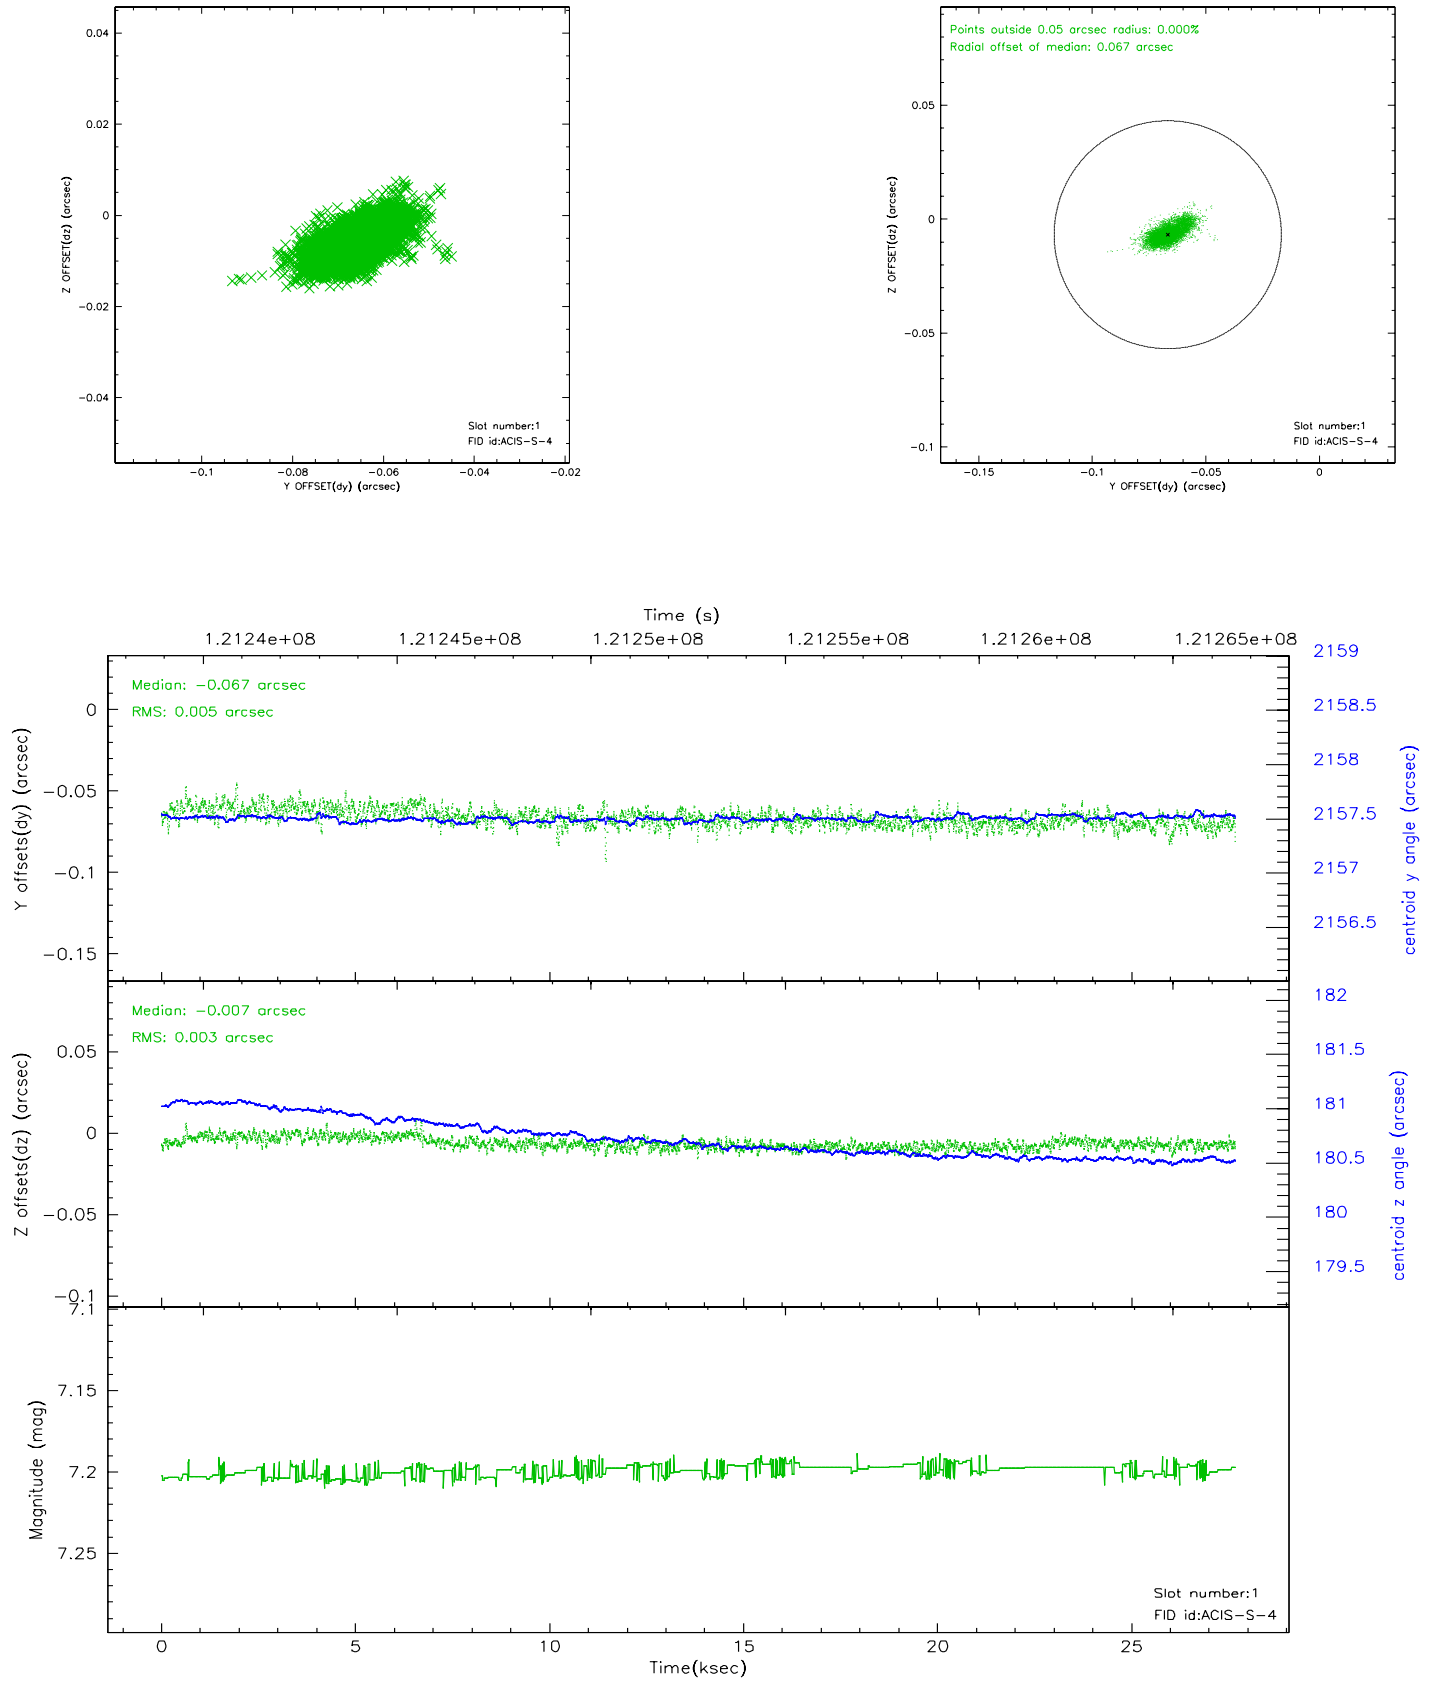 0.04
0.02
0
−0.02
−0.04
Z OFFSET(dz) (arcsec)
Slot number:1
FID id:ACIS−S−4
−0.1
−0.08
−0.06
−0.04
−0.02
Y OFFSET(dy) (arcsec)
Points outside 0.05 arcsec radius: 0.000%
Radial offset of median: 0.067 arcsec
0.05
0
−0.05
−0.1
Z OFFSET(dz) (arcsec)
Slot number:1
FID id:ACIS−S−4
−0.15
−0.1
−0.05
0
Y OFFSET(dy) (arcsec)
Time (s)
1.2124e+08
1.21245e+08
1.2125e+08
1.21255e+08
1.2126e+08
1.21265e+08
Median: −0.067 arcsec
RMS: 0.005 arcsec
0
−0.05
−0.1
−0.15
Y offsets(dy) (arcsec)
2159
2158.5
2158
2157.5
2157
2156.5
centroid y angle (arcsec)
Median: −0.007 arcsec
RMS: 0.003 arcsec
0.05
0
−0.05
−0.1
Z offsets(dz) (arcsec)
182
181.5
181
180.5
180
179.5
centroid z angle (arcsec)
7.1
7.15
7.2
7.25
Magnitude (mag)
Slot number:1
FID id:ACIS−S−4
0
5
10
15
20
25
Time(ksec)